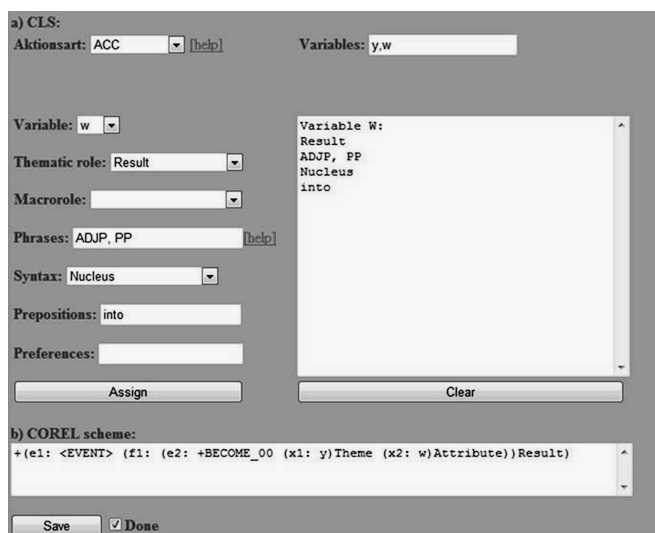 a) CLS:
Aktionsart: ACC [help] Variables: y,w
Variable: w
Thematic role: Result
Macrorole:
Phrases: ADJP, PP [help]
Syntax: Nucleus
Prepositions: into
Preferences:
Variable W:
Result
ADJP, PP
Nucleus
into
Assign Clear
b) COREL scheme:
+(e1: <EVENT> (f1: (e2: +BECOME_00 (x1: y)Theme (x2: w)Attribute))Result)
Save Done